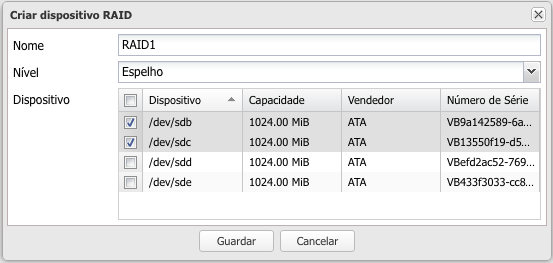 Criar dispositivo RAID
Nome RAID1
Nível Espelho
Dispositivo Dispositivo Capacidade Vendedor Número de Série
/dev/sdb 1024.00 MiB ATA VB9a142589-6a...
/dev/sdc 1024.00 MiB ATA VB13550f19-d5...
/dev/sdd 1024.00 MiB ATA VBefd2ac52-769...
/dev/sde 1024.00 MiB ATA VB433f3033-cc8...
Guardar Cancelar